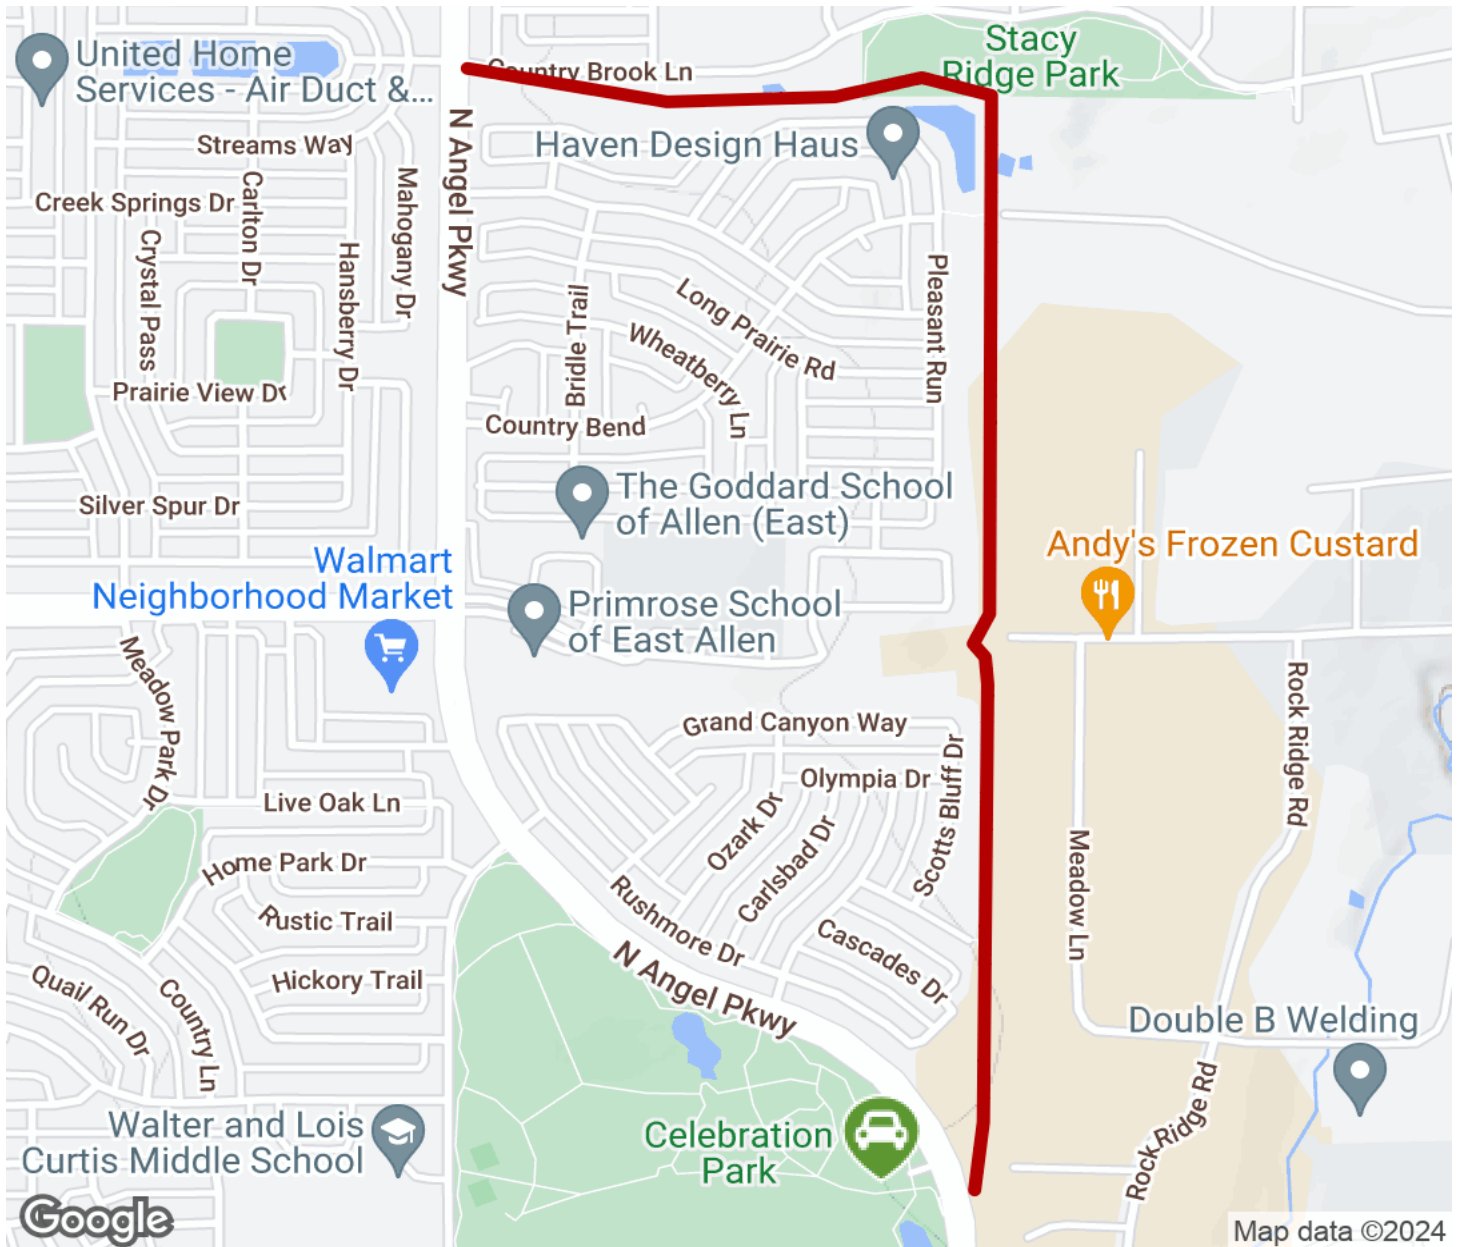 United Home
Services - Air Duct &...
Country Brook Ln
Stacy
Ridge Park
N Angel Pkwy
Streams Way
Haven Design Haus
Mahogany Dr
Carlton Dr
Creek Springs Dr
Crystal Pass
Hansberry Dr
Pleasant Run
Long Prairie Rd
Bridle Trail
Wheatberry Ln
Prairie View Dr
Country Bend
Silver Spur Dr
The Goddard School
of Allen (East)
Walmart
Neighborhood Market
Andy's Frozen Custard
Primrose School
of East Allen
Meadow Park Dr
Rock Ridge Rd
Grand Canyon Way
Olympia Dr
Scotts Bluff Dr
Live Oak Ln
Ozark Dr
Carlsbad Dr
Meadow Ln
Home Park Dr
Rustic Trail
Rushmore Dr
Cascades Dr
Hickory Trail
N Angel Pkwy
Quail Run Dr
Country Ln
Double B Welding
Rock Ridge Rd
Walter and Lois
Curtis Middle School
Celebration
Park
Google
Map data ©2024